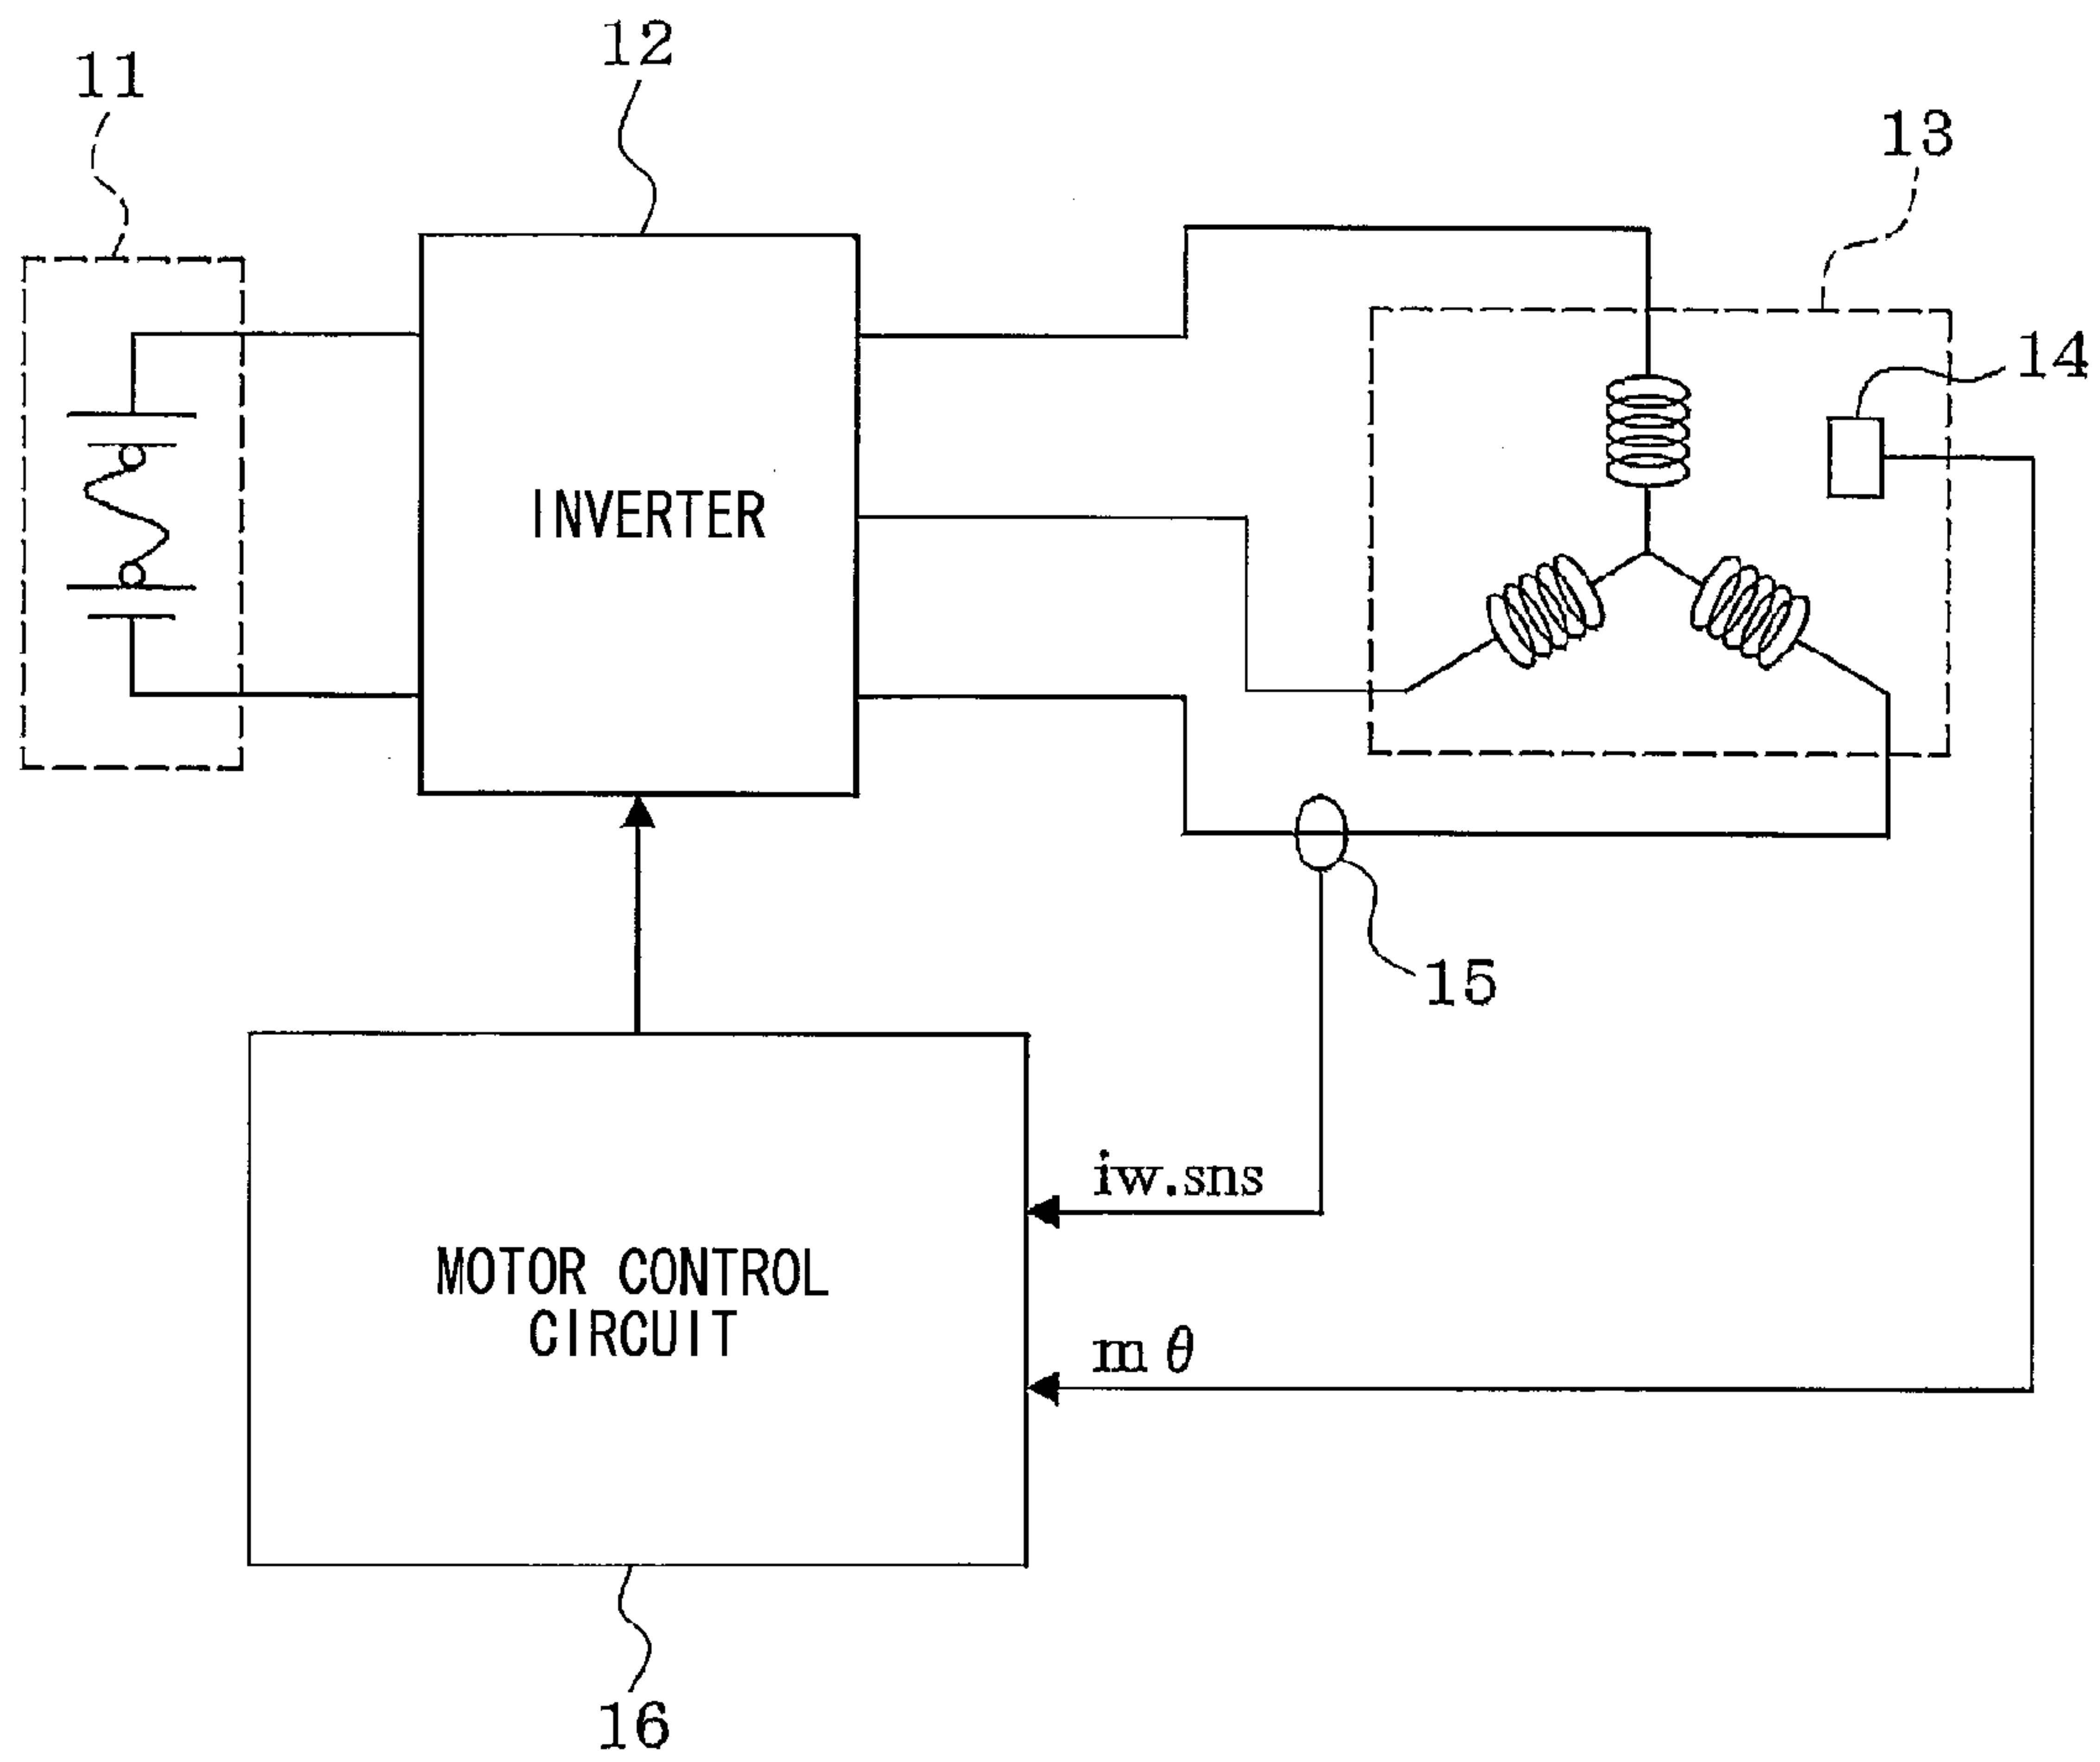 12
11
13
14
INVERTER
15
iw.sns
MOTOR CONTROL
CIRCUIT
m θ
16